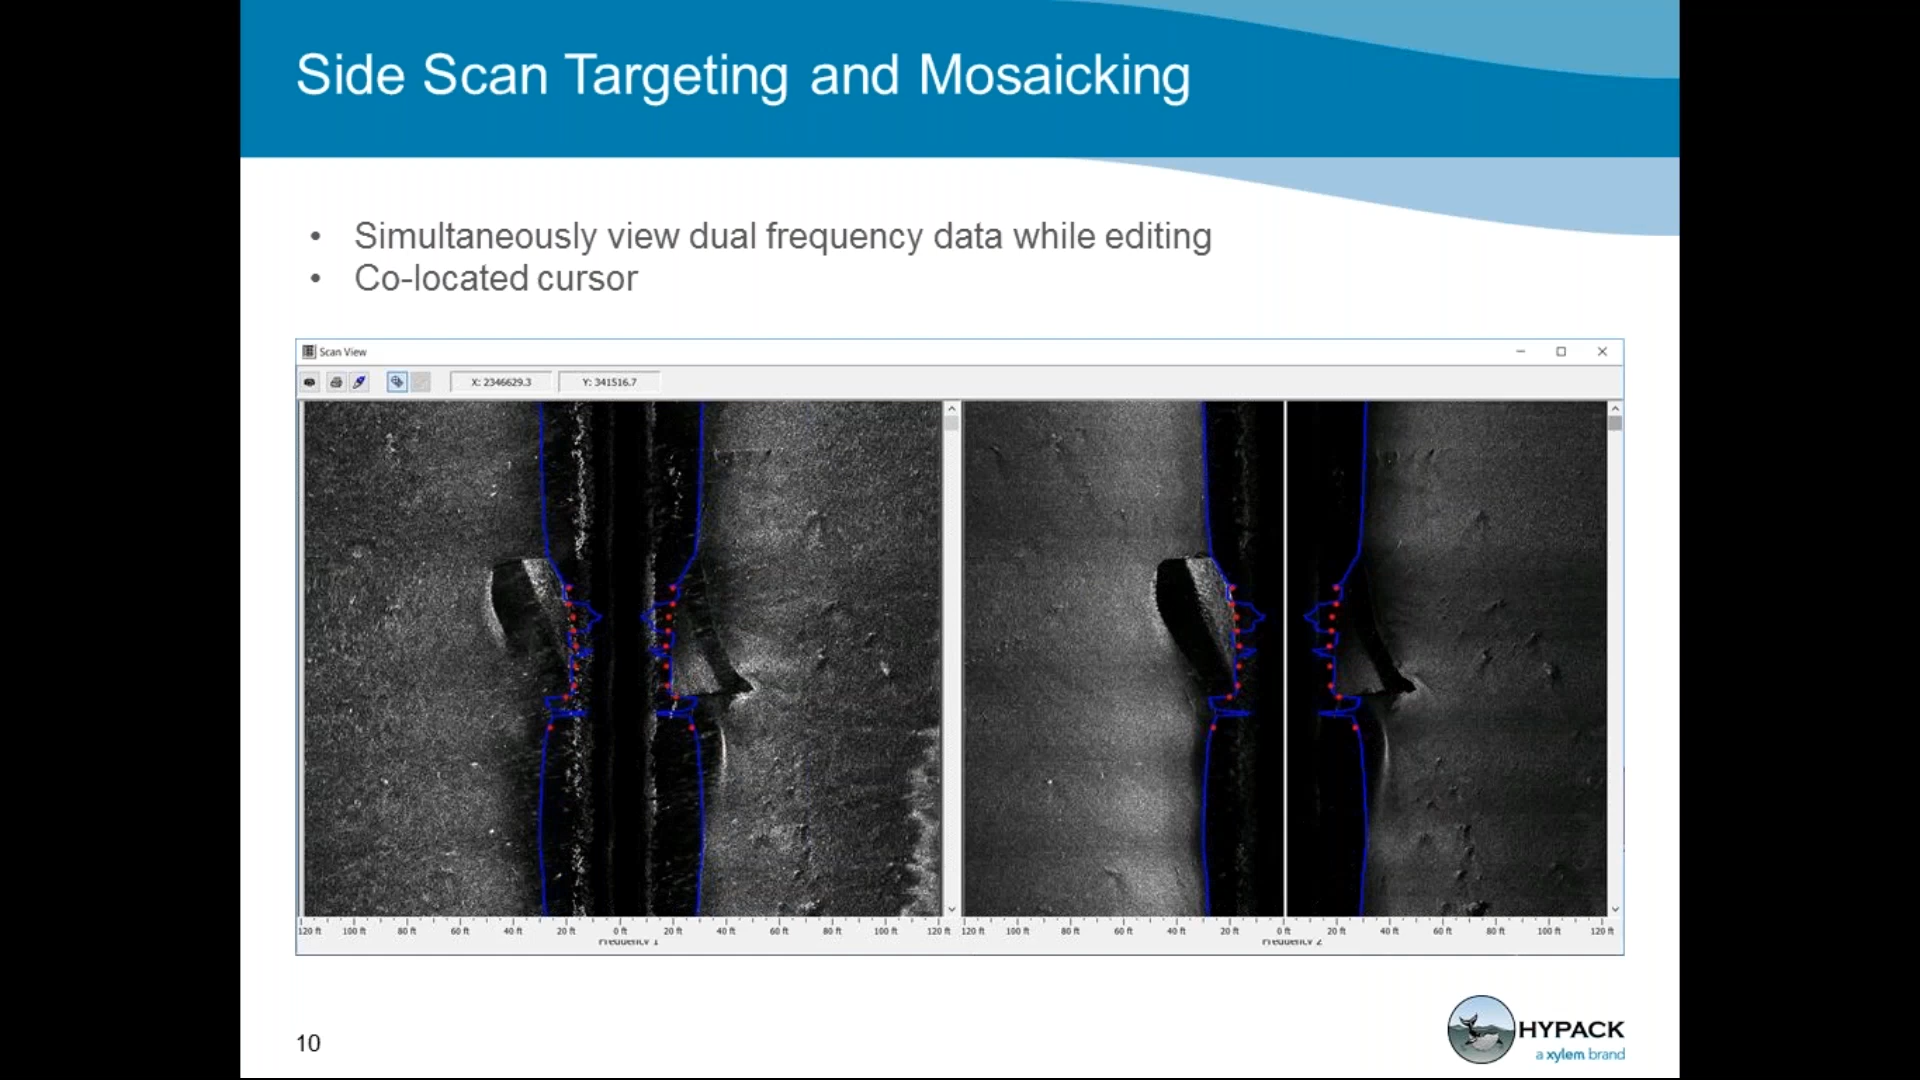 Side Scan Targeting and Mosaicking
• Simultaneously view dual frequency data while editing
• Co-located cursor
Scan View
X: 2346629.3 Y: 341516.7
120 ft 100 ft 80 ft 60 ft 40 ft 20 ft 0 ft 20 ft 40 ft 60 ft 80 ft 100 ft 120 ft 120 ft 100 ft 80 ft 60 ft 40 ft 20 ft 0 ft 20 ft 40 ft 60 ft 80 ft 100 ft 120 ft
Frequency 1 Frequency 2
10
HYPACK
a xylem brand